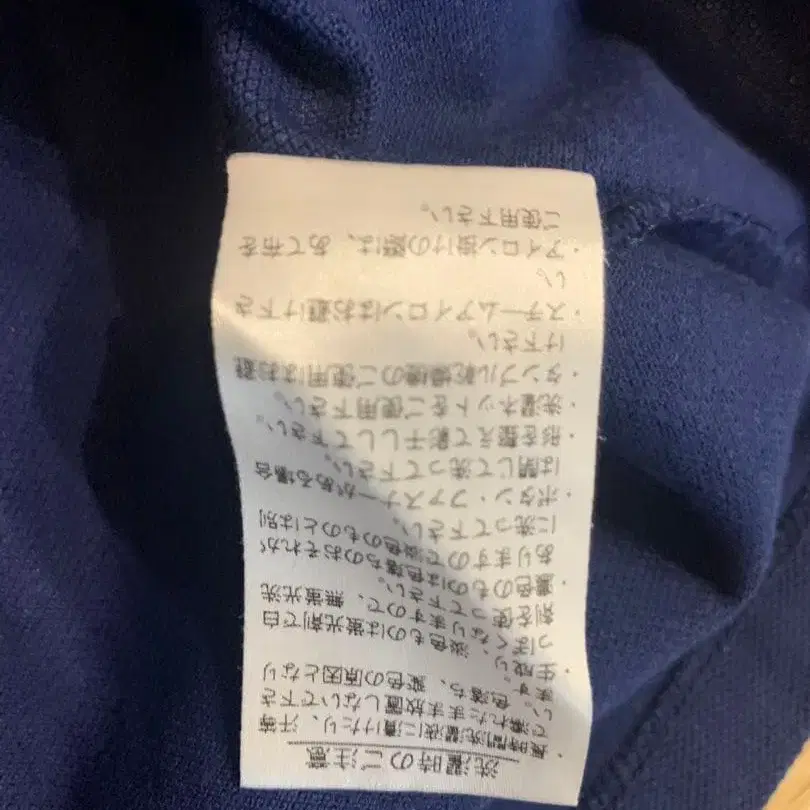 洗濯時のご注意
・長時間洗濯液に漬けたり、汗等
で濡れたまま放置しないで下さ
い。色落ち、変色の原因となり
ます。
・生成り、淡色ものは蛍光剤で白
っぽくなりますので、無蛍光洗
剤を使って下さい。
・濃色のものは色落ちのおそれが
ありますので淡色のものとは別
に洗って下さい。
・ボタン・ファスナーがある場合
は閉じて洗って下さい。
・形を整えて影干しして下さい。
・洗濯ネットをご使用下さい。
・タンブル乾燥機のご使用はお避
け下さい。
・スチームアイロンはお避け下さ
い。
・アイロン掛けの際は、あて布を
ご使用下さい。